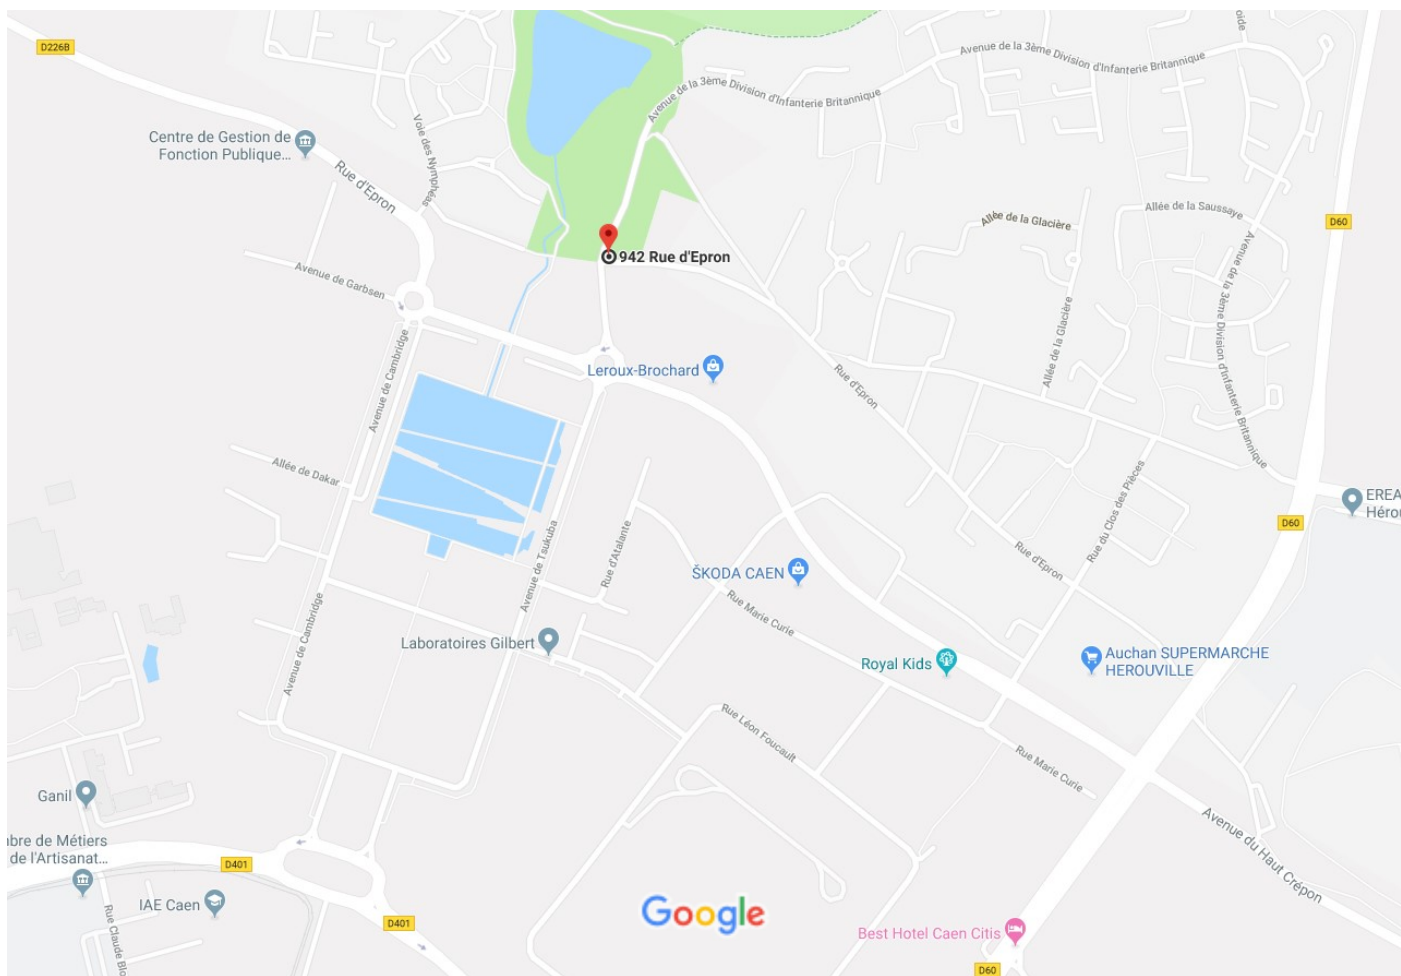 D226B
Avenue de la 3ème Division d'Infanterie Britannique
Avenue de la 3ème Division d'Infanterie Britannique
Voie des Nymphéas
Centre de Gestion de
Fonction Publique...
Rue d'Epron
Allée de la Saussaye
Allée de la Glacière
D60
942 Rue d'Epron
Avenue de Garbsen
Avenue de la 3ème Division d'Infanterie Britannique
Allée de la Glacière
Avenue de Cambridge
Leroux-Brochard
Rue d'Epron
Allée de Dakar
Rue du Clos des Pièces
EREA
Hérou
D60
Avenue de Tsukuba
Rue d'Atalante
Rue d'Epron
ŠKODA CAEN
Rue Marie Curie
Avenue de Cambridge
Laboratoires Gilbert
Royal Kids
Auchan SUPERMARCHE
HEROUVILLE
Rue Léon Foucault
Rue Marie Curie
Ganil
bre de Métiers
de l'Artisanat...
D401
Avenue du Haut Crépon
IAE Caen
Rue Claude Blo
D401
Google
Best Hotel Caen Citis
D60